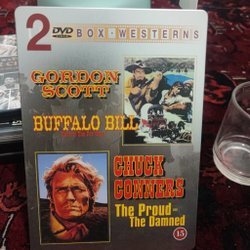 2 DVD BOX-WESTERNS
GORDON
SCOTT
BUFFALO BILL
CHUCK
CONNERS
The Proud and
The Damned
15